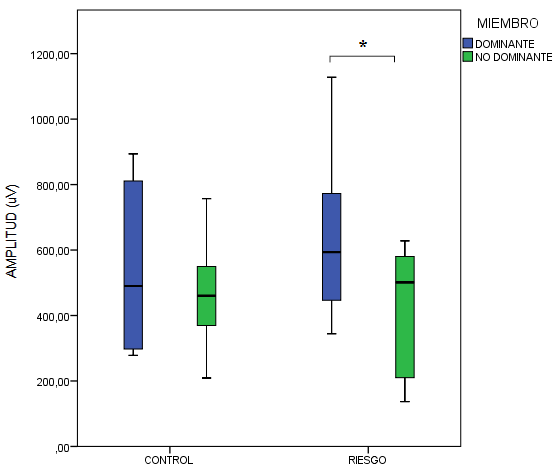 MIEMBRO
DOMINANTE
NO DOMINANTE
*
AMPLITUD (uV)
1200,00
1000,00
800,00
600,00
400,00
200,00
,00
CONTROL
RIESGO